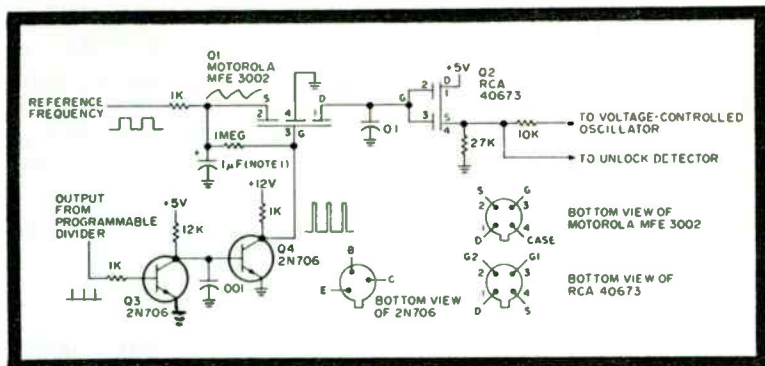 Q1
MOTOROLA
MFE 3002
REFERENCE
FREQUENCY
1K
S
2
4
1
D
3
G
1MEG
+
1µF(NOTE 1)
.01
G
2
3
+5V
D
1
S
4
Q2
RCA
40673
27K
10K
TO VOLTAGE-CONTROLLED
OSCILLATOR
TO UNLOCK DETECTOR
OUTPUT
FROM
PROGRAMMABLE
DIVIDER
1K
+5V
12K
Q3
2N706
.001
+12V
1K
Q4
2N706
B
E
C
BOTTOM VIEW
OF 2N706
S
G
2
3
1
4
D
CASE
BOTTOM VIEW OF
MOTOROLA MFE 3002
G2
G1
2
3
1
4
D
S
BOTTOM VIEW OF
RCA 40673